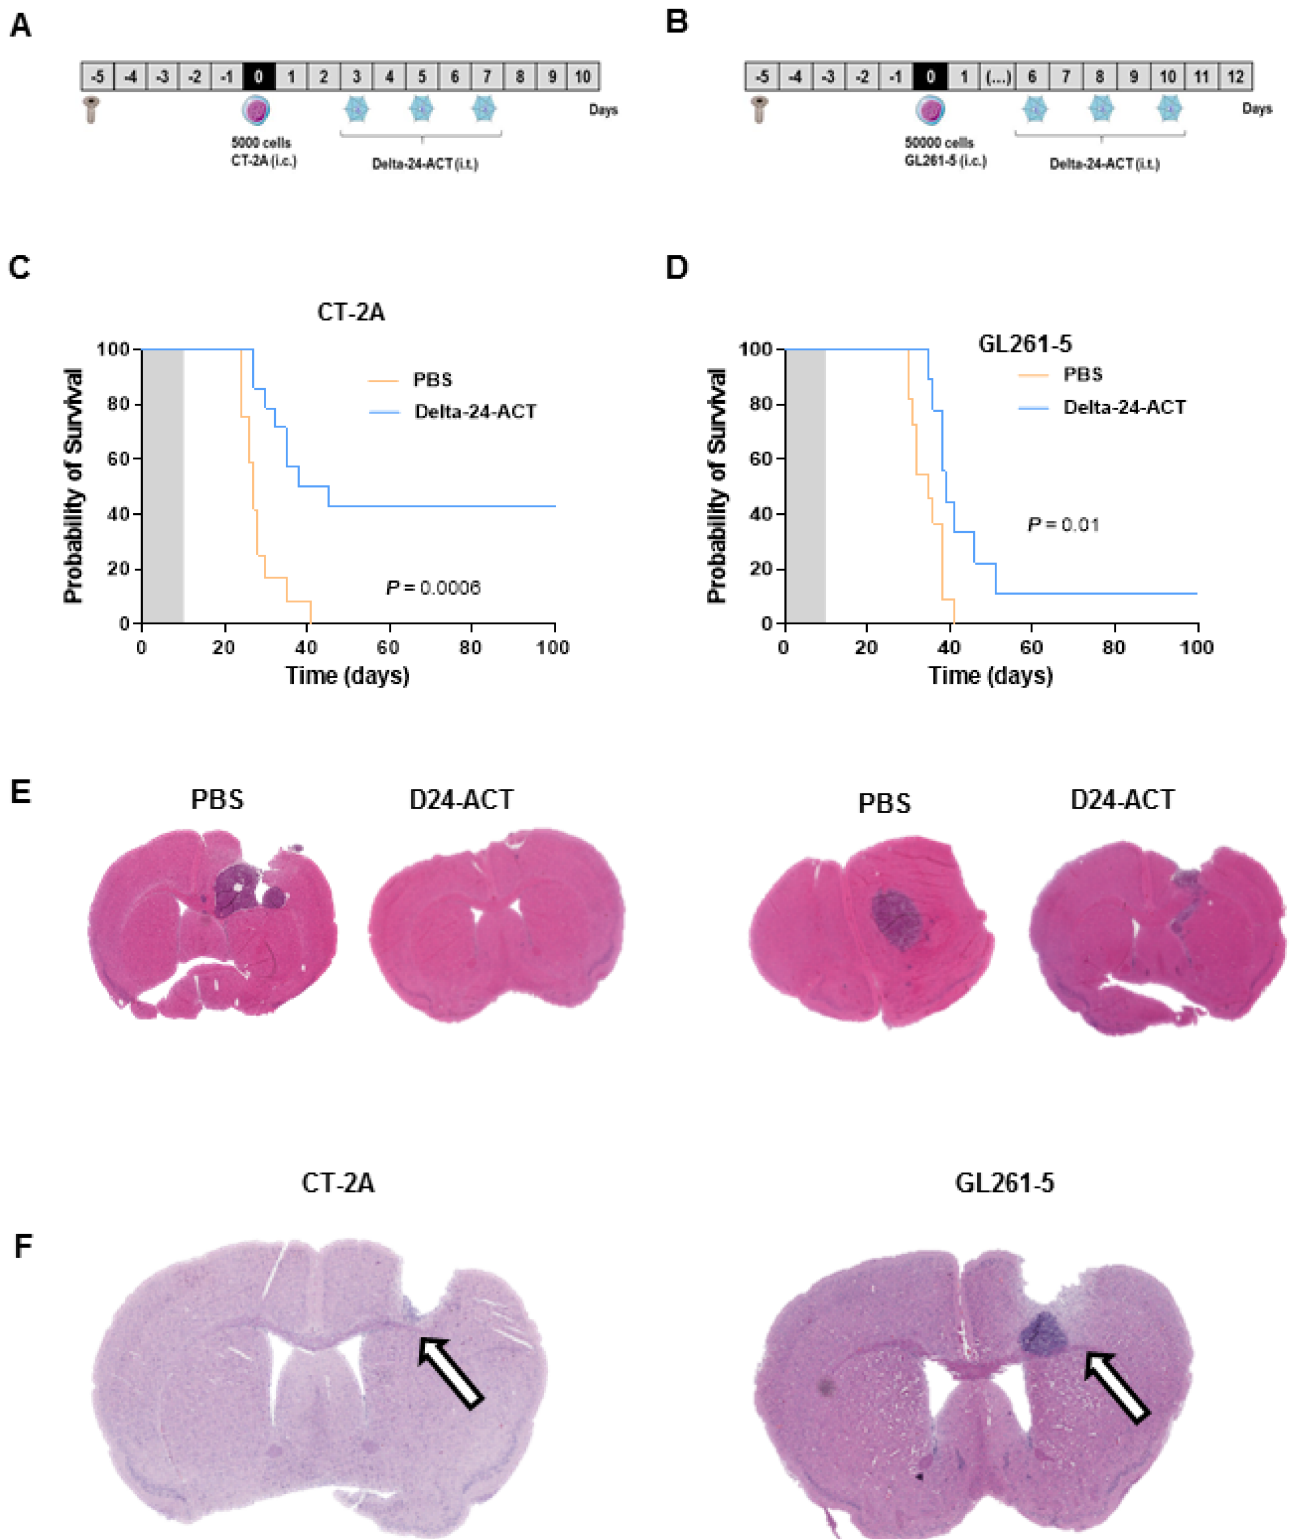 A
B
-5 -4 -3 -2 -1 0 1 2 3 4 5 6 7 8 9 10
Days
5000 cells
CT-2A (i.c.)
Delta-24-ACT (i.t.)
-5 -4 -3 -2 -1 0 1 (...) 6 7 8 9 10 11 12
Days
50000 cells
GL261-5 (i.c.)
Delta-24-ACT (i.t.)
C
CT-2A
Probability of Survival
100
80
60
40
20
0
PBS
Delta-24-ACT
P = 0.0006
0 20 40 60 80 100
Time (days)
D
GL261-5
Probability of Survival
100
80
60
40
20
0
PBS
Delta-24-ACT
P = 0.01
0 20 40 60 80 100
Time (days)
E
PBS
D24-ACT
PBS
D24-ACT
CT-2A
GL261-5
F